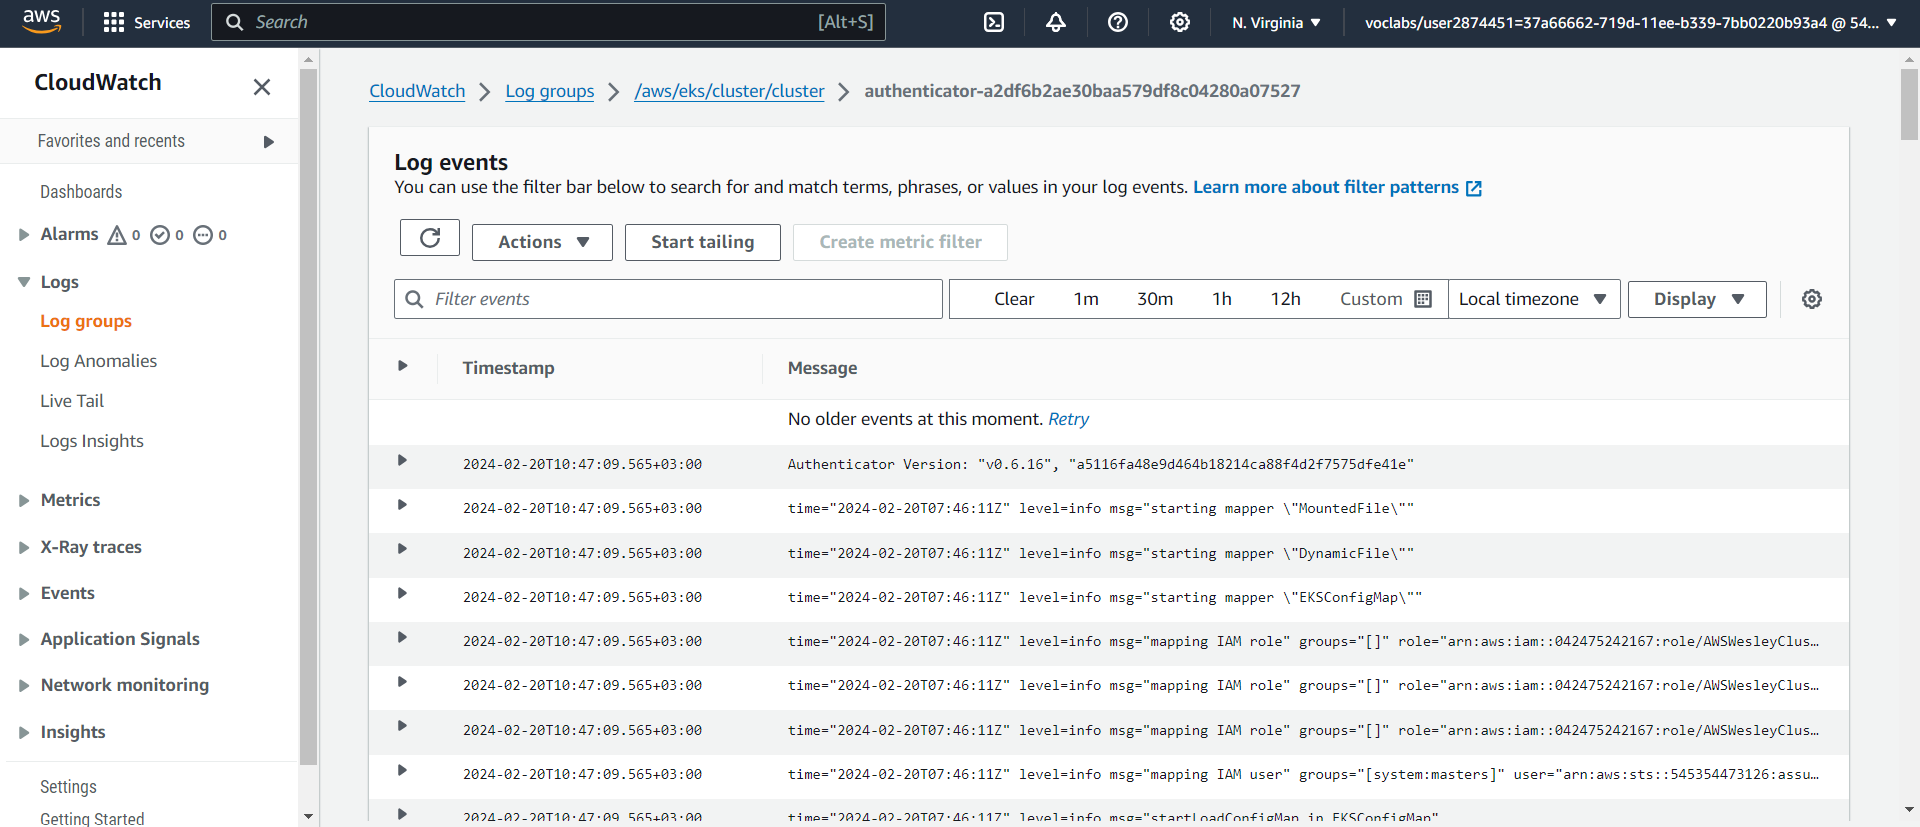 aws
Services
Search
[Alt+S]
N. Virginia
voclabs/user2874451=37a66662-719d-11ee-b339-7bb0220b93a4 @ 54...
CloudWatch
Favorites and recents
Dashboards
Alarms 0 0 0
Logs
Log groups
Log Anomalies
Live Tail
Logs Insights
Metrics
X-Ray traces
Events
Application Signals
Network monitoring
Insights
Settings
Getting Started
CloudWatch
Log groups
/aws/eks/cluster/cluster
authenticator-a2df6b2ae30baa579df8c04280a07527
Log events
You can use the filter bar below to search for and match terms, phrases, or values in your log events. Learn more about filter patterns
Actions
Start tailing
Create metric filter
Filter events
Clear
1m
30m
1h
12h
Custom
Local timezone
Display
Timestamp
Message
No older events at this moment. Retry
2024-02-20T10:47:09.565+03:00 Authenticator Version: "v0.6.16", "a5116fa48e9d464b18214ca88f4d2f7575dfe41e"
2024-02-20T10:47:09.565+03:00 time="2024-02-20T07:46:11Z" level=info msg="starting mapper \"MountedFile\""
2024-02-20T10:47:09.565+03:00 time="2024-02-20T07:46:11Z" level=info msg="starting mapper \"DynamicFile\""
2024-02-20T10:47:09.565+03:00 time="2024-02-20T07:46:11Z" level=info msg="starting mapper \"EKSConfigMap\""
2024-02-20T10:47:09.565+03:00 time="2024-02-20T07:46:11Z" level=info msg="mapping IAM role" groups="[]" role="arn:aws:iam::042475242167:role/AWSWesleyClus...
2024-02-20T10:47:09.565+03:00 time="2024-02-20T07:46:11Z" level=info msg="mapping IAM role" groups="[]" role="arn:aws:iam::042475242167:role/AWSWesleyClus...
2024-02-20T10:47:09.565+03:00 time="2024-02-20T07:46:11Z" level=info msg="mapping IAM role" groups="[]" role="arn:aws:iam::042475242167:role/AWSWesleyClus...
2024-02-20T10:47:09.565+03:00 time="2024-02-20T07:46:11Z" level=info msg="mapping IAM user" groups="[system:masters]" user="arn:aws:sts::545354473126:assu...
2024-02-20T10:47:09.565+03:00 time="2024-02-20T07:46:11Z" level=info msg="startLoadConfigMap in EKSConfigMap"